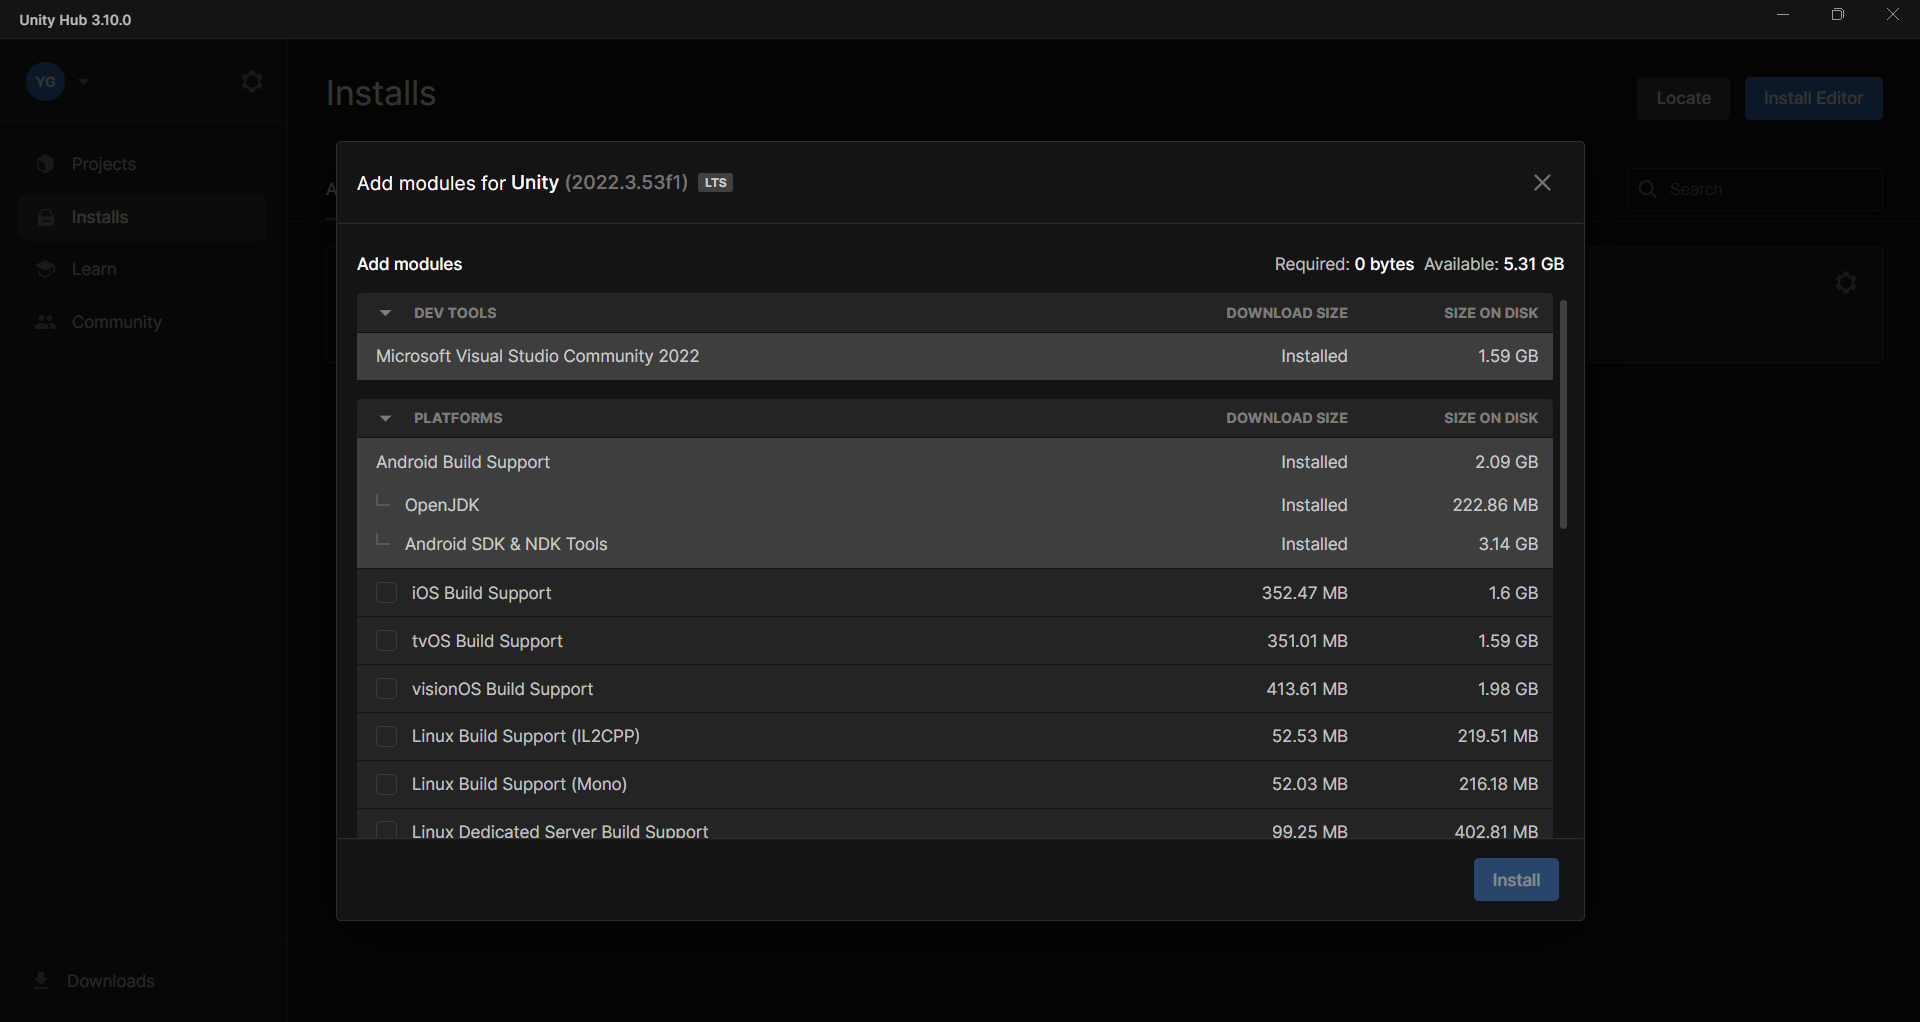 Unity Hub 3.10.0
YG
Installs
Locate
Install Editor
Projects
Installs
Learn
Community
Downloads
A
Search
Add modules for Unity (2022.3.53f1) LTS
Add modules
Required: 0 bytes Available: 5.31 GB
DEV TOOLS DOWNLOAD SIZE SIZE ON DISK
Microsoft Visual Studio Community 2022 Installed 1.59 GB
PLATFORMS DOWNLOAD SIZE SIZE ON DISK
Android Build Support Installed 2.09 GB
OpenJDK Installed 222.86 MB
Android SDK & NDK Tools Installed 3.14 GB
iOS Build Support 352.47 MB 1.6 GB
tvOS Build Support 351.01 MB 1.59 GB
visionOS Build Support 413.61 MB 1.98 GB
Linux Build Support (IL2CPP) 52.53 MB 219.51 MB
Linux Build Support (Mono) 52.03 MB 216.18 MB
Linux Dedicated Server Build Support 99.25 MB 402.81 MB
Install